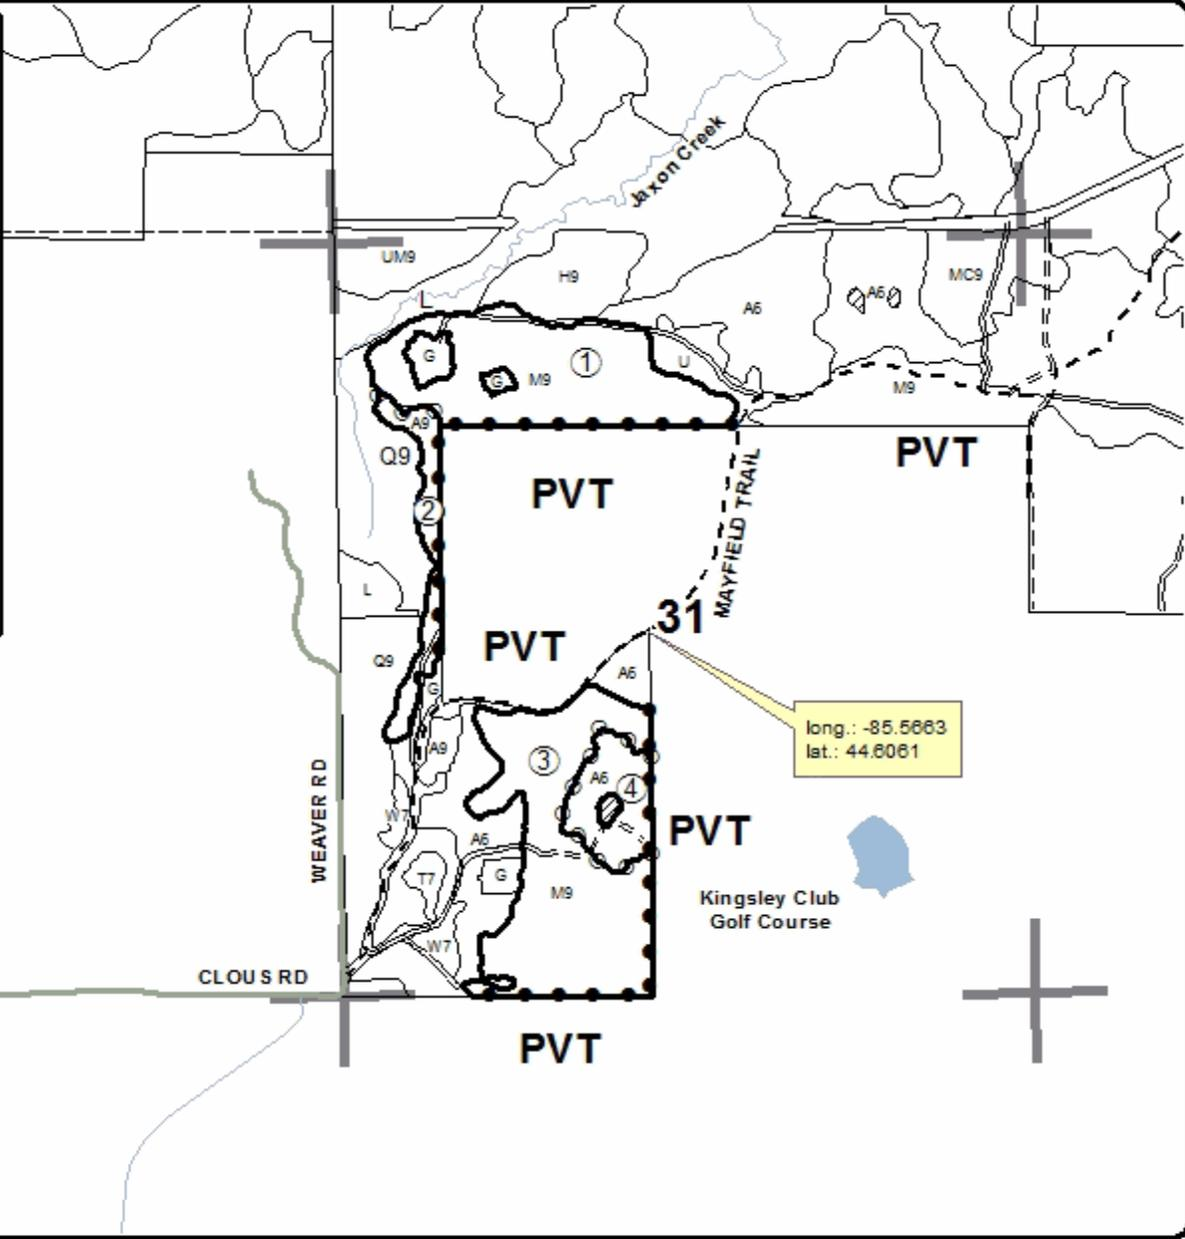 Jaxon Creek
UM9
H9
MC9
L
A6
A6
G
1
U
G
M9
M9
A9
PVT
Q9
PVT
2
MAYFIELD TRAIL
L
31
PVT
Q9
A6
G
long.: -85.5663
lat.: 44.6061
A9
3
A6
4
WEAVER RD
W7
PVT
A6
T7
G
M9
Kingsley Club
Golf Course
W7
CLOUS RD
PVT